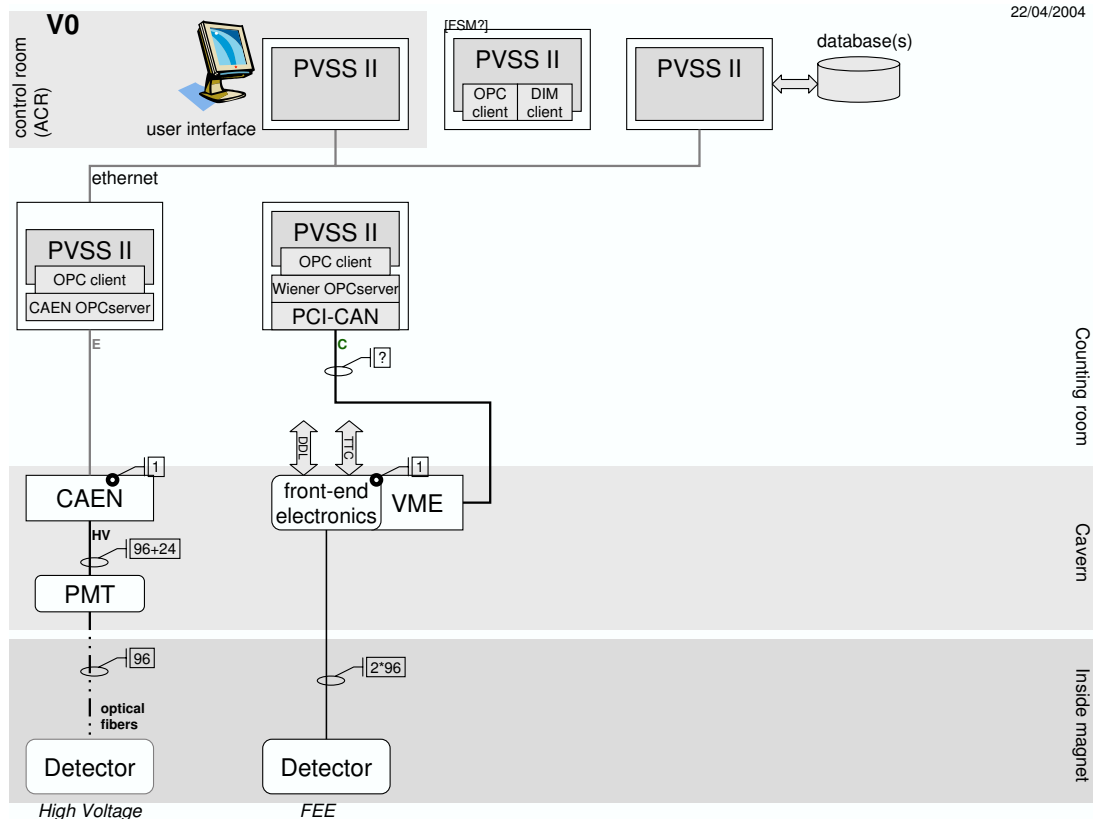 22/04/2004
V0
control room
(ACR)
user interface
PVSS II
[FSM?]
PVSS II
OPC
client
DIM
client
PVSS II
database(s)
ethernet
PVSS II
OPC client
CAEN OPCserver
PVSS II
OPC client
Wiener OPCserver
PCI-CAN
E
C
?
Counting room
DDL
TTC
1
CAEN
1
front-end
electronics
VME
HV
96+24
PMT
Cavern
96
2*96
optical
fibers
Inside magnet
Detector
Detector
High Voltage
FEE